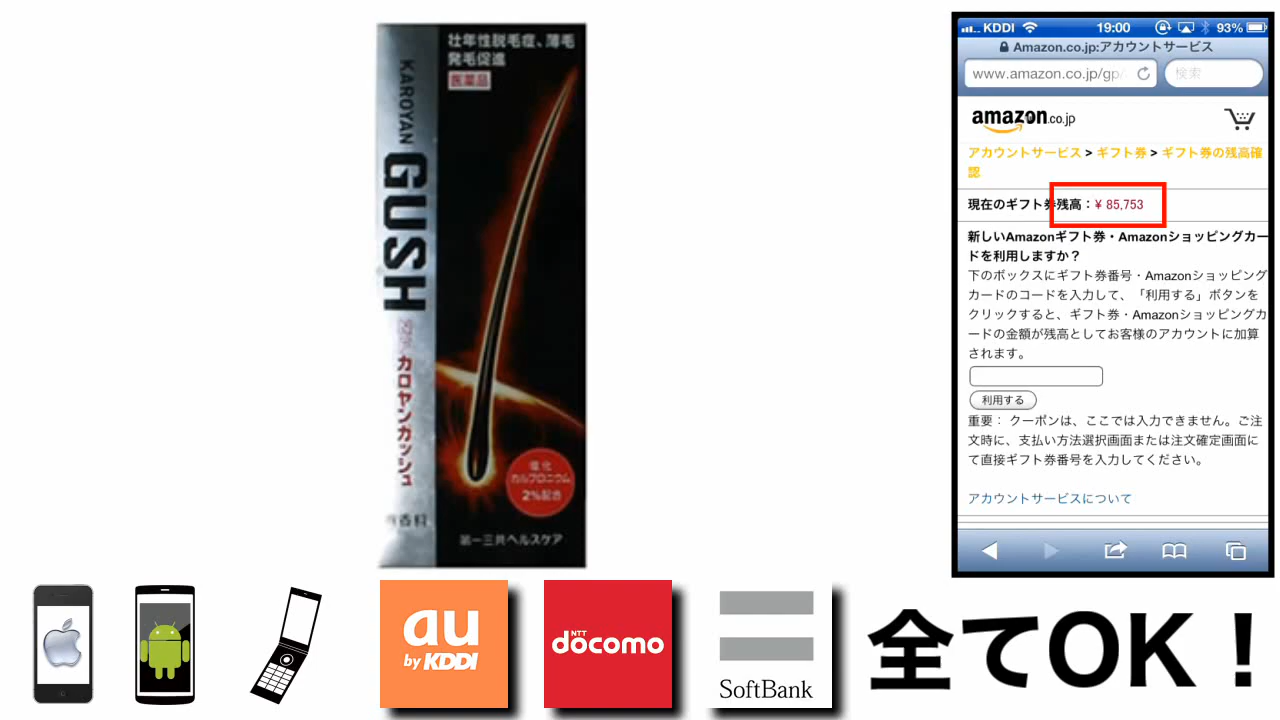 壮年性脱毛症、薄毛
発毛促進
医薬品
KAROYAN
GUSH
カロヤンガッシュ
塩化
カルプロニウム
2%配合
無香料
第一三共ヘルスケア
KDDI
19:00
93%
Amazon.co.jp:アカウントサービス
www.amazon.co.jp/gp/
検索
amazon.co.jp
アカウントサービス > ギフト券 > ギフト券の残高確
認
現在のギフト券残高：¥ 85,753
新しいAmazonギフト券・Amazonショッピングカー
ドを利用しますか？
下のボックスにギフト券番号・Amazonショッピング
カードのコードを入力して、「利用する」ボタンを
クリックすると、ギフト券・Amazonショッピングカ
ードの金額が残高としてお客様のアカウントに加算
されます。
利用する
重要： クーポンは、ここでは入力できません。ご注
文時に、支払い方法選択画面または注文確定画面に
て直接ギフト券番号を入力してください。
アカウントサービスについて
au
by KDDI
NTT
docomo
SoftBank
全てOK！